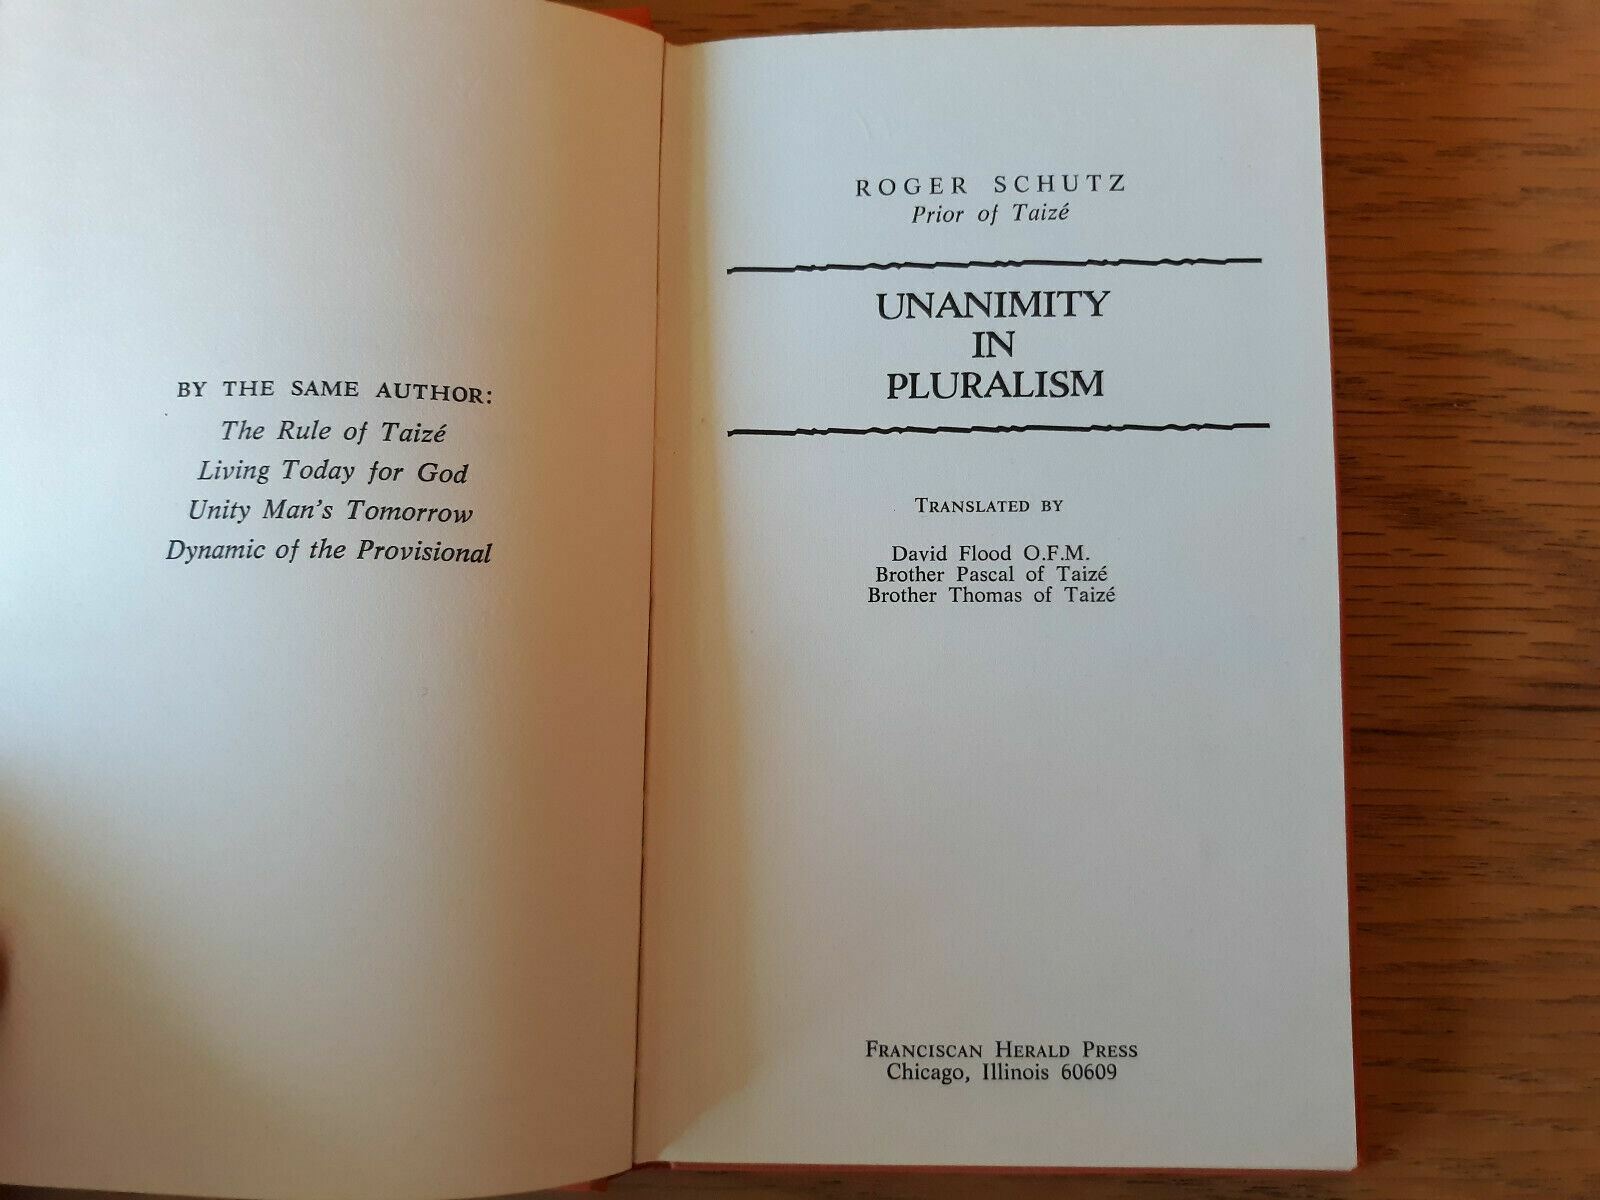 BY THE SAME AUTHOR:
The Rule of Taizé
Living Today for God
Unity Man's Tomorrow
Dynamic of the Provisional
ROGER SCHUTZ
Prior of Taizé
UNANIMITY
IN
PLURALISM
TRANSLATED BY
David Flood O.F.M.
Brother Pascal of Taizé
Brother Thomas of Taizé
FRANCISCAN HERALD PRESS
Chicago, Illinois 60609